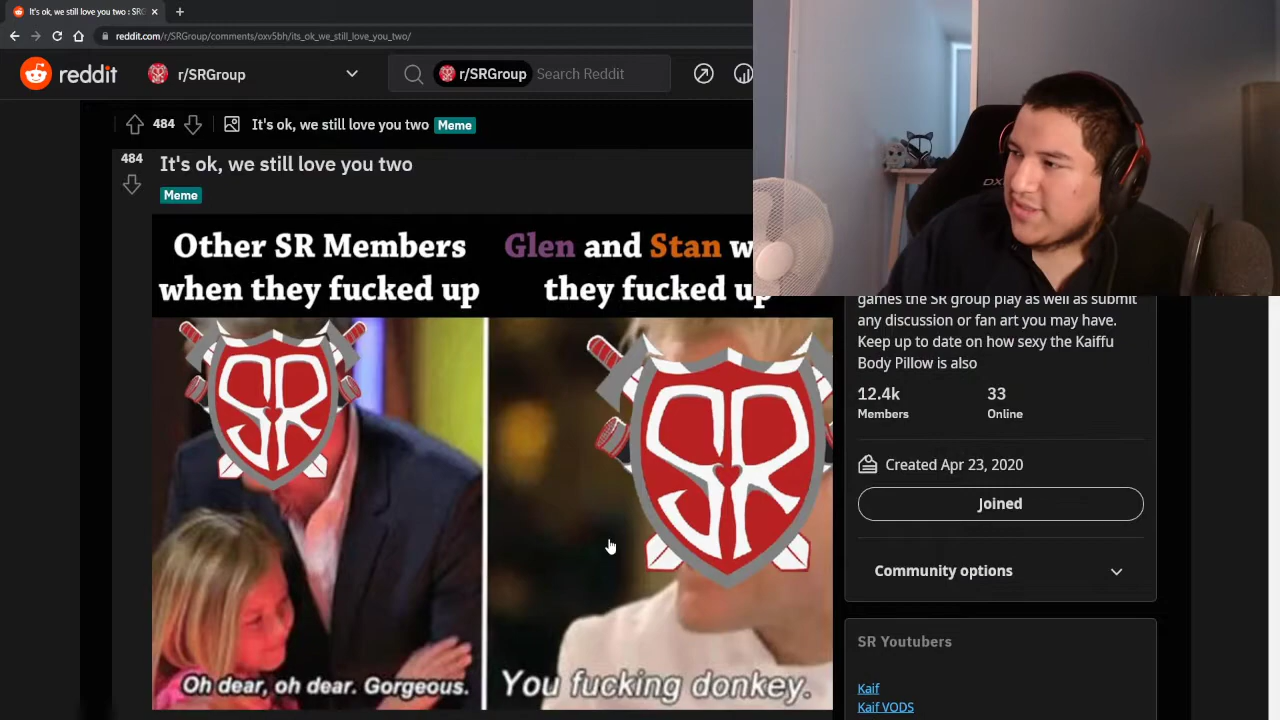 It's ok, we still love you two : SRG
reddit.com/r/SRGroup/comments/oxv5bh/its_ok_we_still_love_you_two/
reddit
r/SRGroup
r/SRGroup Search Reddit
484 It's ok, we still love you two Meme
484
It's ok, we still love you two
Meme
Other SR Members
when they fucked up
Glen and Stan w
they fucked up
SR
SR
Oh dear, oh dear. Gorgeous.
You fucking donkey.
DX
games the SR group play as well as submit
any discussion or fan art you may have.
Keep up to date on how sexy the Kaiffu
Body Pillow is also
12.4k
Members
33
Online
Created Apr 23, 2020
Joined
Community options
SR Youtubers
Kaif
Kaif VODS